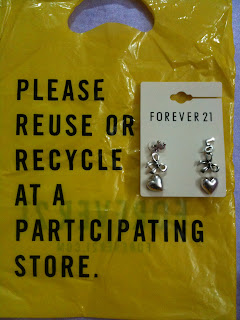 PLEASE
REUSE OR
RECYCLE
AT A
PARTICIPATING
STORE.
FOREVER 21